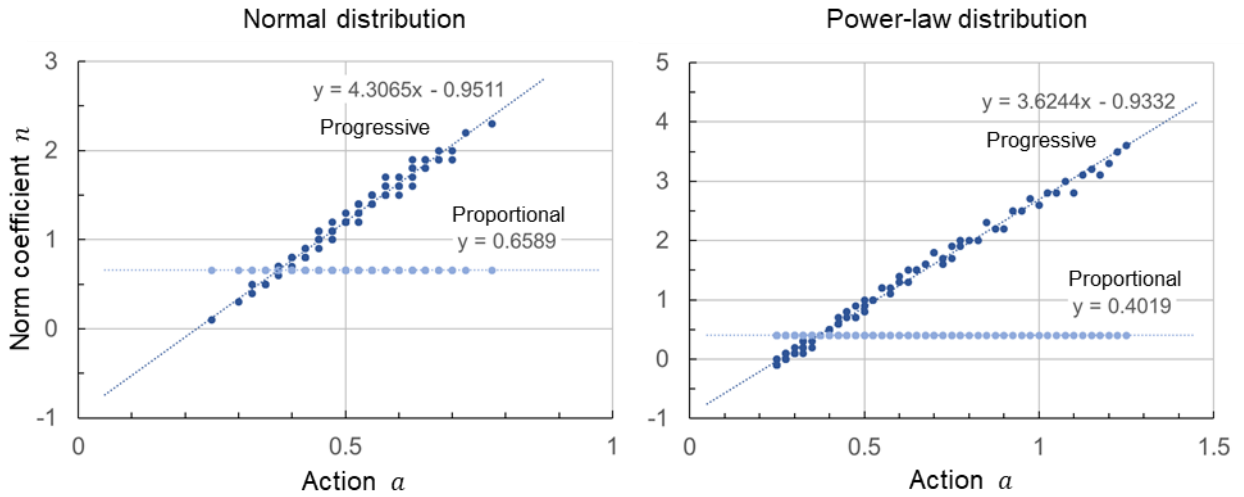 Normal distribution
3
2
1
0
-1
0
0.5
1
Norm coefficient n
Action a
y = 4.3065x - 0.9511
Progressive
Proportional
y = 0.6589
Power-law distribution
5
4
3
2
1
0
-1
0
0.5
1
1.5
Action a
y = 3.6244x - 0.9332
Progressive
Proportional
y = 0.4019